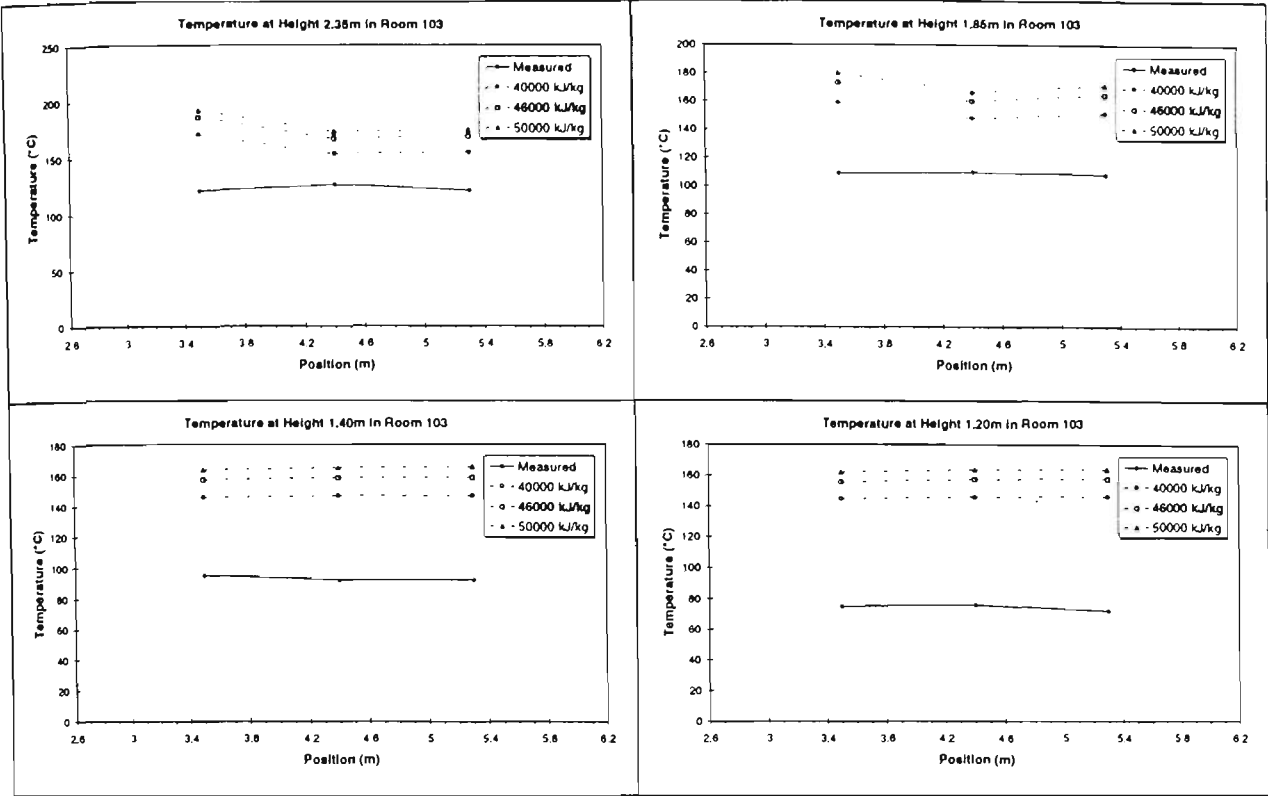 Temperature at Height 2.35m in Room 103
250
200
150
100
50
0
Temperature (°C)
2.6 3 3.4 3.8 4.2 4.6 5 5.4 5.8 6.2
Position (m)
Measured
40000 kJ/kg
46000 kJ/kg
50000 kJ/kg
Temperature at Height 1.85m in Room 103
200
180
160
140
120
100
80
60
40
20
0
Temperature (°C)
2.6 3 3.4 3.8 4.2 4.6 5 5.4 5.8 6.2
Position (m)
Measured
40000 kJ/kg
46000 kJ/kg
50000 kJ/kg
Temperature at Height 1.40m in Room 103
180
160
140
120
100
80
60
40
20
0
Temperature (°C)
2.6 3 3.4 3.8 4.2 4.6 5 5.4 5.8 6.2
Position (m)
Measured
40000 kJ/kg
46000 kJ/kg
50000 kJ/kg
Temperature at Height 1.20m in Room 103
180
160
140
120
100
80
60
40
20
0
Temperature (°C)
2.6 3 3.4 3.8 4.2 4.6 5 5.4 5.8 6.2
Position (m)
Measured
40000 kJ/kg
46000 kJ/kg
50000 kJ/kg